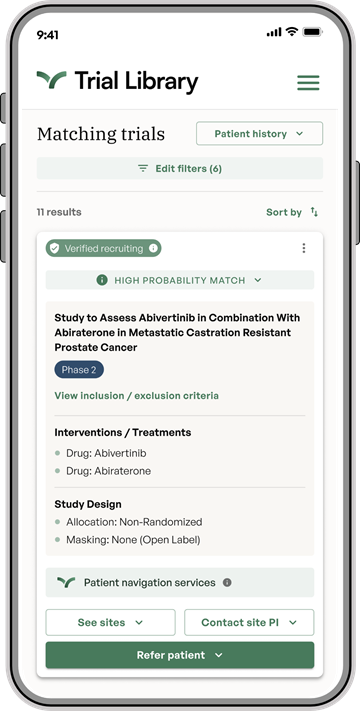 9:41
Trial Library
Matching trials
Patient history
Edit filters (6)
11 results
Sort by
Verified recruiting
HIGH PROBABILITY MATCH
Study to Assess Abivertinib in Combination With
Abiraterone in Metastatic Castration Resistant
Prostate Cancer
Phase 2
View inclusion / exclusion criteria
Interventions / Treatments
Drug: Abivertinib
Drug: Abiraterone
Study Design
Allocation: Non-Randomized
Masking: None (Open Label)
Patient navigation services
See sites
Contact site PI
Refer patient